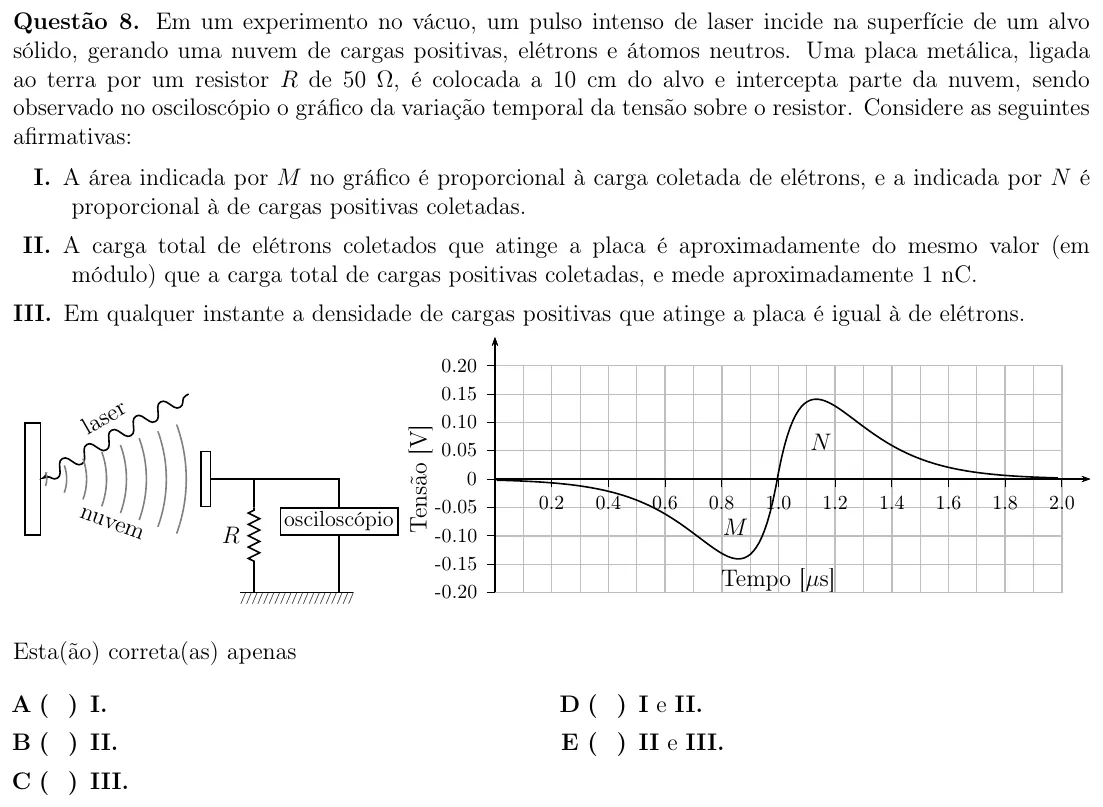 Questão 8. Em um experimento no vácuo, um pulso intenso de laser incide na superfície de um alvo
sólido, gerando uma nuvem de cargas positivas, elétrons e átomos neutros. Uma placa metálica, ligada
ao terra por um resistor R de 50 Ω, é colocada a 10 cm do alvo e intercepta parte da nuvem, sendo
observado no osciloscópio o gráfico da variação temporal da tensão sobre o resistor. Considere as seguintes
afirmativas:
I. A área indicada por M no gráfico é proporcional à carga coletada de elétrons, e a indicada por N é
proporcional à de cargas positivas coletadas.
II. A carga total de elétrons coletados que atinge a placa é aproximadamente do mesmo valor (em
módulo) que a carga total de cargas positivas coletadas, e mede aproximadamente 1 nC.
III. Em qualquer instante a densidade de cargas positivas que atinge a placa é igual à de elétrons.
laser
nuvem
R
osciloscópio
Tensão [V]
0.20
0.15
0.10
0.05
0
-0.05
-0.10
-0.15
-0.20
0.2 0.4 0.6 0.8 1.0 1.2 1.4 1.6 1.8 2.0
N
M
Tempo [μs]
Esta(ão) correta(as) apenas
A ( ) I.
B ( ) II.
C ( ) III.
D ( ) I e II.
E ( ) II e III.